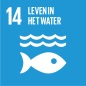 14 LEVEN IN
HET WATER